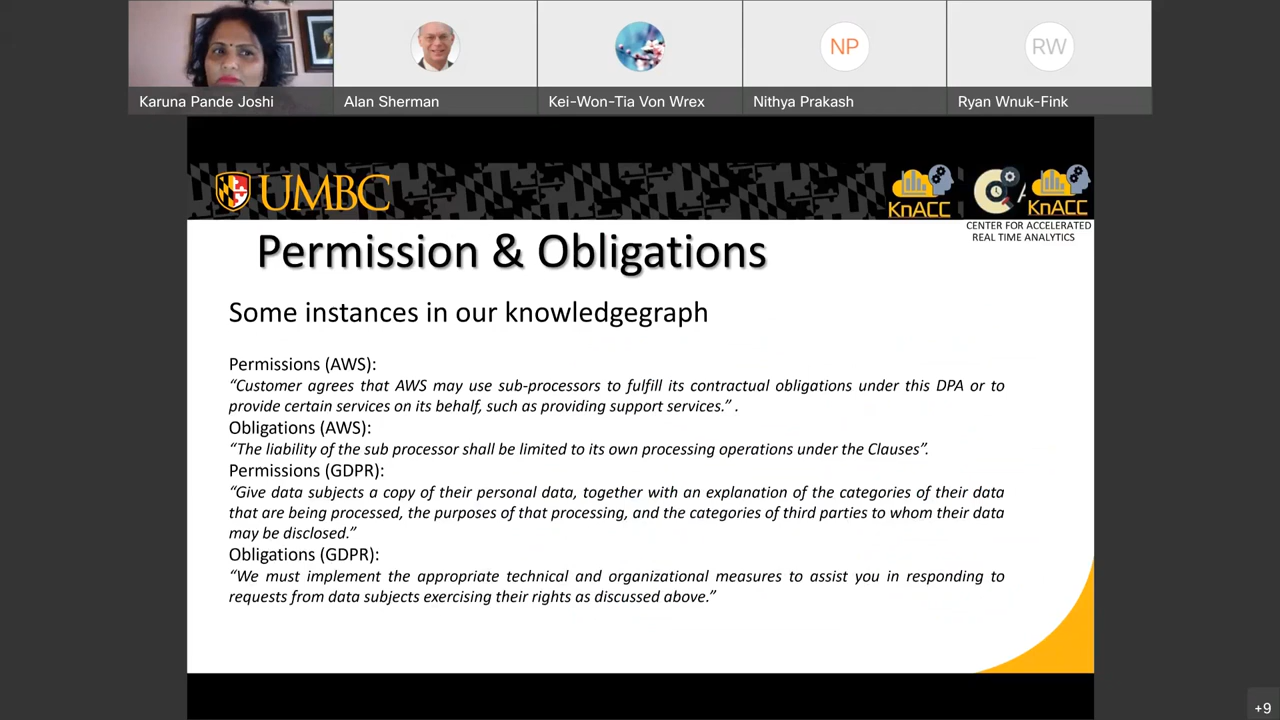 Karuna Pande Joshi
Alan Sherman
Kei-Won-Tia Von Wrex
NP
Nithya Prakash
RW
Ryan Wnuk-Fink
UMBC
KnACC
KnACC
CENTER FOR ACCELERATED
REAL TIME ANALYTICS
Permission & Obligations
Some instances in our knowledgegraph
Permissions (AWS):
“Customer agrees that AWS may use sub-processors to fulfill its contractual obligations under this DPA or to
provide certain services on its behalf, such as providing support services.” .
Obligations (AWS):
“The liability of the sub processor shall be limited to its own processing operations under the Clauses”.
Permissions (GDPR):
“Give data subjects a copy of their personal data, together with an explanation of the categories of their data
that are being processed, the purposes of that processing, and the categories of third parties to whom their data
may be disclosed.”
Obligations (GDPR):
“We must implement the appropriate technical and organizational measures to assist you in responding to
requests from data subjects exercising their rights as discussed above.”
+9